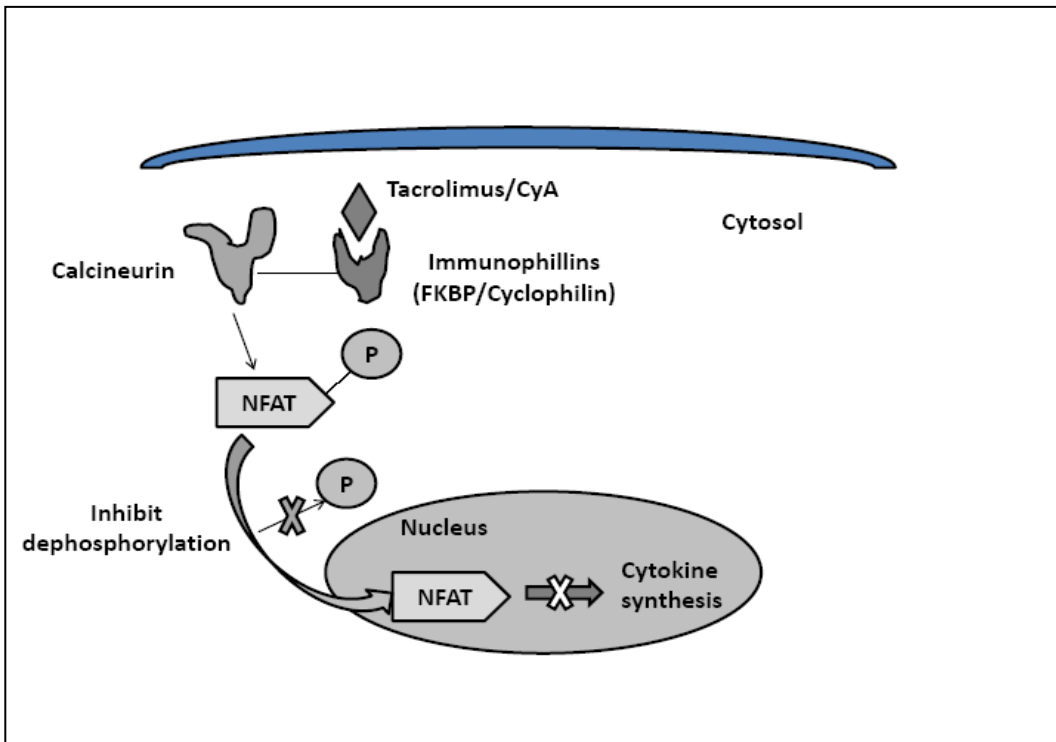 Tacrolimus/CyA
Cytosol
Calcineurin
Immunophillins
(FKBP/Cyclophilin)
P
NFAT
P
Inhibit
dephosphorylation
Nucleus
NFAT
Cytokine
synthesis